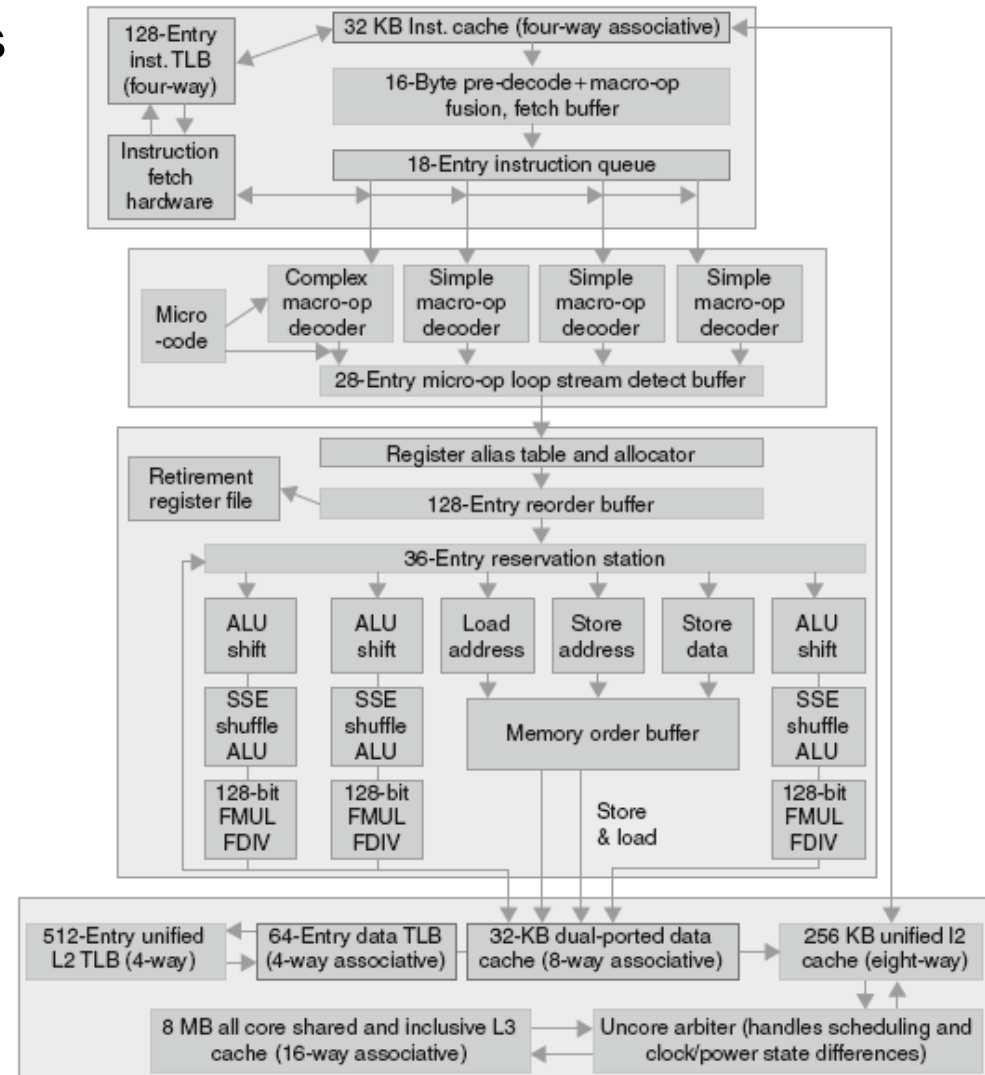 s
128-Entry
inst. TLB
(four-way)
32 KB Inst. cache (four-way associative)
16-Byte pre-decode+macro-op
fusion, fetch buffer
Instruction
fetch
hardware
18-Entry instruction queue
Micro
-code
Complex
macro-op
decoder
Simple
macro-op
decoder
Simple
macro-op
decoder
Simple
macro-op
decoder
28-Entry micro-op loop stream detect buffer
Register alias table and allocator
Retirement
register file
128-Entry reorder buffer
36-Entry reservation station
ALU
shift
ALU
shift
Load
address
Store
address
Store
data
ALU
shift
SSE
shuffle
ALU
SSE
shuffle
ALU
Memory order buffer
SSE
shuffle
ALU
128-bit
FMUL
FDIV
128-bit
FMUL
FDIV
Store
& load
128-bit
FMUL
FDIV
512-Entry unified
L2 TLB (4-way)
64-Entry data TLB
(4-way associative)
32-KB dual-ported data
cache (8-way associative)
256 KB unified l2
cache (eight-way)
8 MB all core shared and inclusive L3
cache (16-way associative)
Uncore arbiter (handles scheduling and
clock/power state differences)